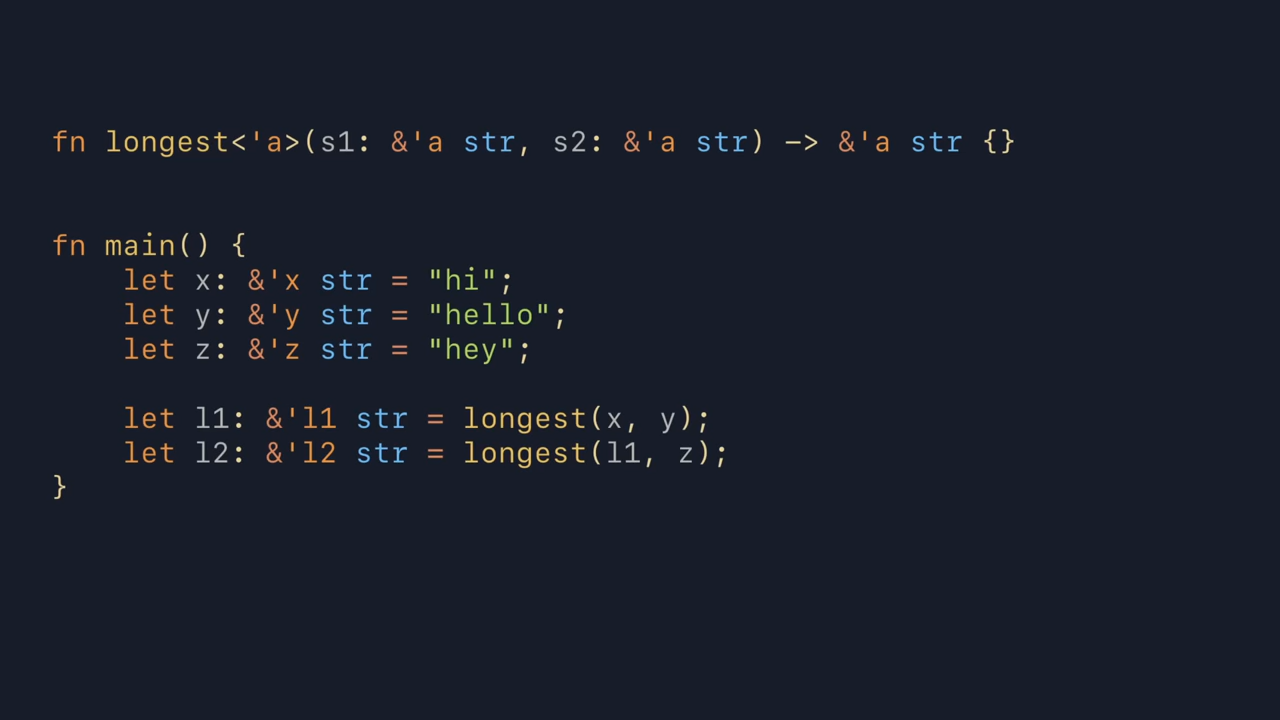 fn longest<'a>(s1: &'a str, s2: &'a str) -> &'a str {}
fn main() {
let x: &'x str = "hi";
let y: &'y str = "hello";
let z: &'z str = "hey";
let l1: &'l1 str = longest(x, y);
let l2: &'l2 str = longest(l1, z);
}